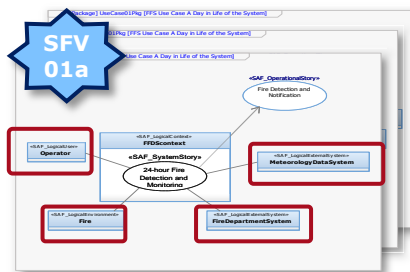 Package] UseCase01Pkg [FFS Use Case A Day in Life of the System]
01Pkg [FFS Use Case A Day in Life of the System]
Use Case A Day in Life of the System]
SFV
01a
«SAF_OperationalStory»
Fire Detection and
Notification
«SAF_LogicalContext»
FFDScontext
«SAF_SystemStory»
24-hour Fire
Detection and
Monitoring
«SAF_LogicalUser»
Operator
«SAF_LogicalExternalSystem»
MeteorologyDataSystem
«SAF_LogicalEnvironment»
Fire
«SAF_LogicalExternalSystem»
FireDepartmentSystem